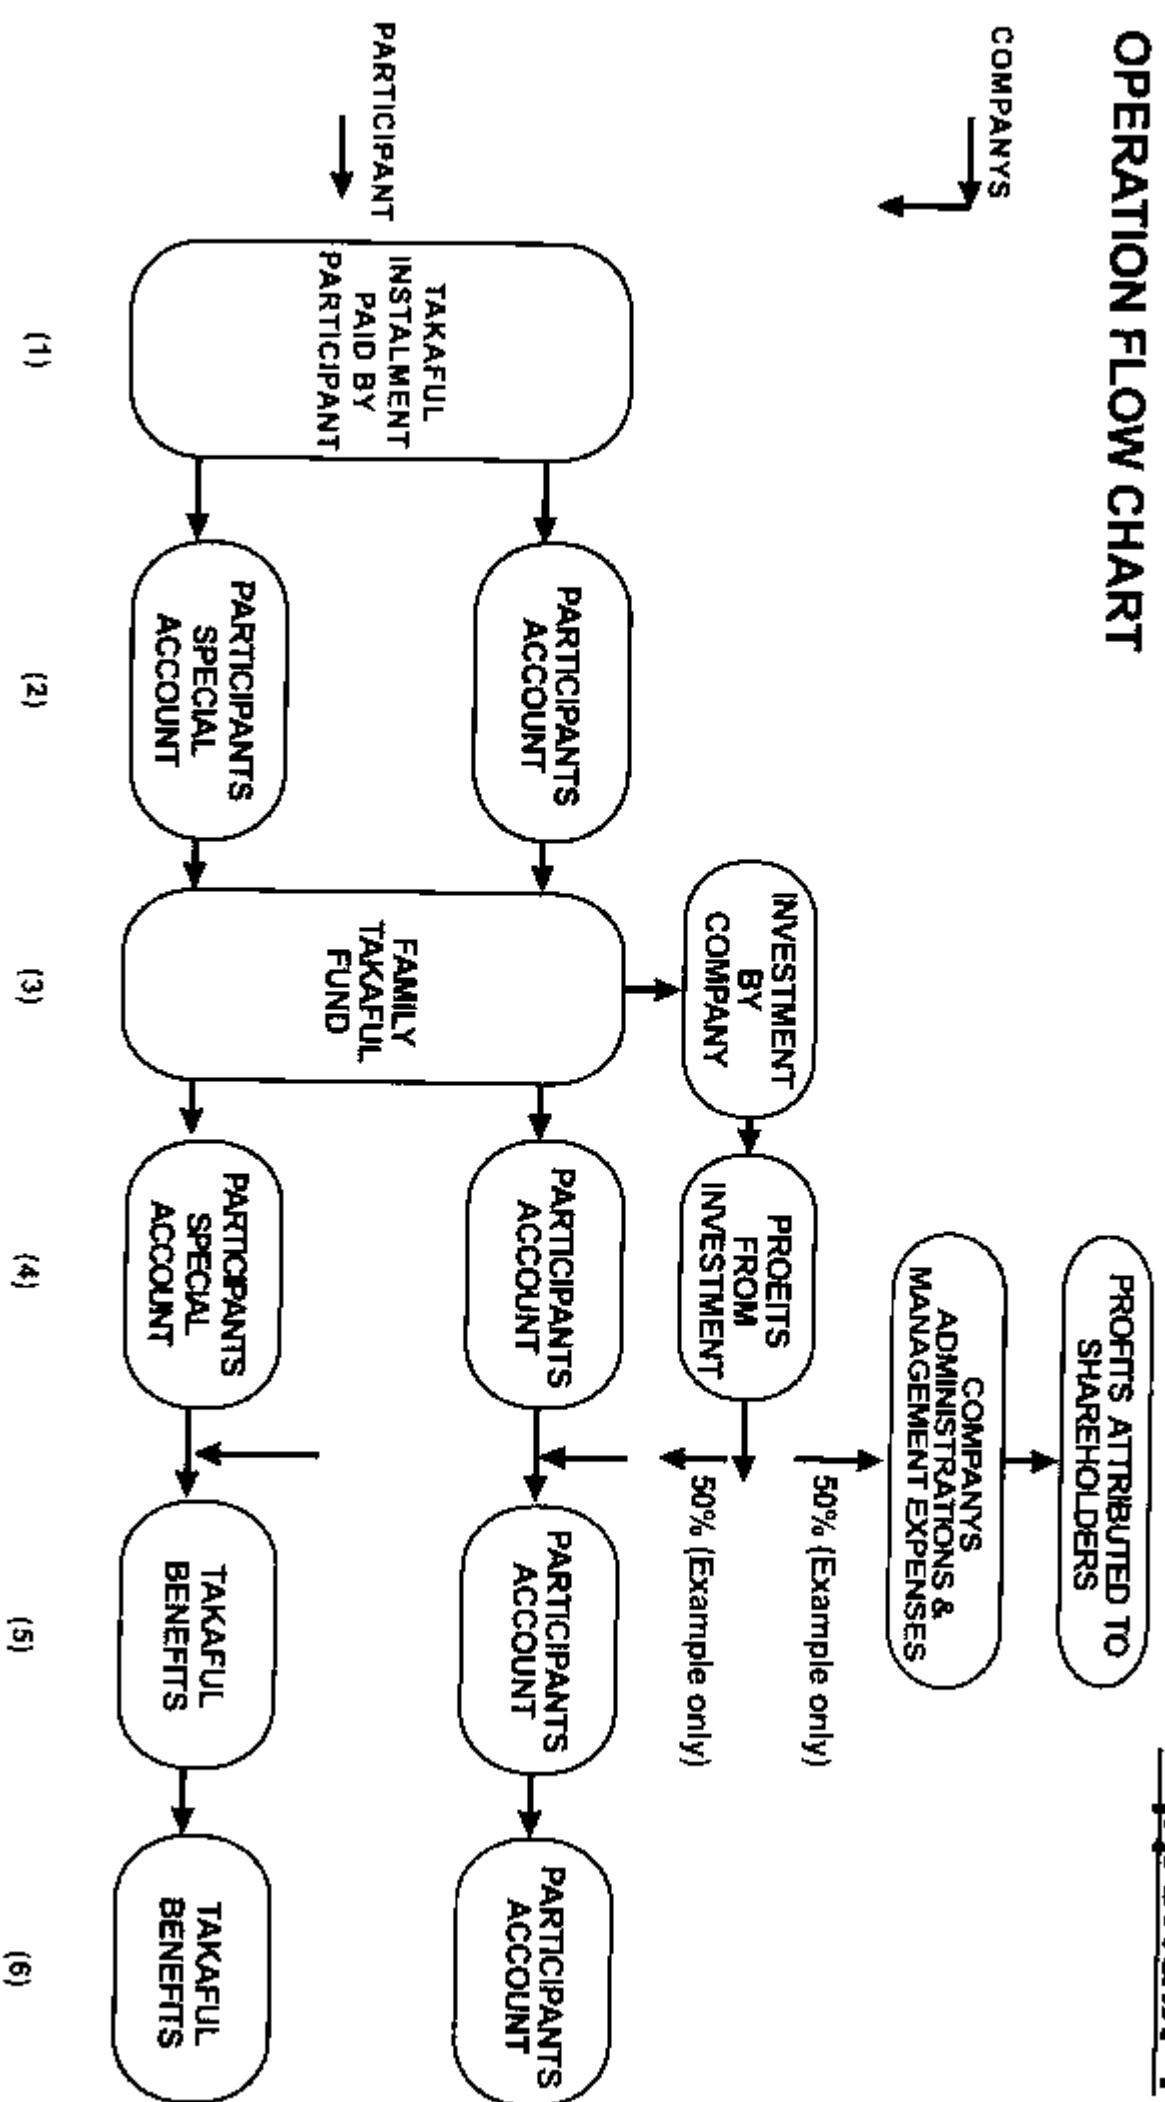 OPERATION FLOW CHART
COMPANYS
PROFITS ATTRIBUTED TO
SHAREHOLDERS
COMPANYS
ADMINISTRATIONS &
MANAGEMENT EXPENSES
50% (Example only)
50% (Example only)
INVESTMENT
BY
COMPANY
PROEITS
FROM
INVESTMENT
PARTICIPANT
TAKAFUL
INSTALMENT
PAID BY
PARTICIPANT
PARTICIPANTS
ACCOUNT
PARTICIPANTS
SPECIAL
ACCOUNT
FAMILY
TAKAFUL
FUND
PARTICIPANTS
ACCOUNT
PARTICIPANTS
SPECIAL
ACCOUNT
PARTICIPANTS
ACCOUNT
TAKAFUL
BENEFITS
PARTICIPANTS
ACCOUNT
TAKAFUL
BENEFITS
(1)
(2)
(3)
(4)
(5)
(6)